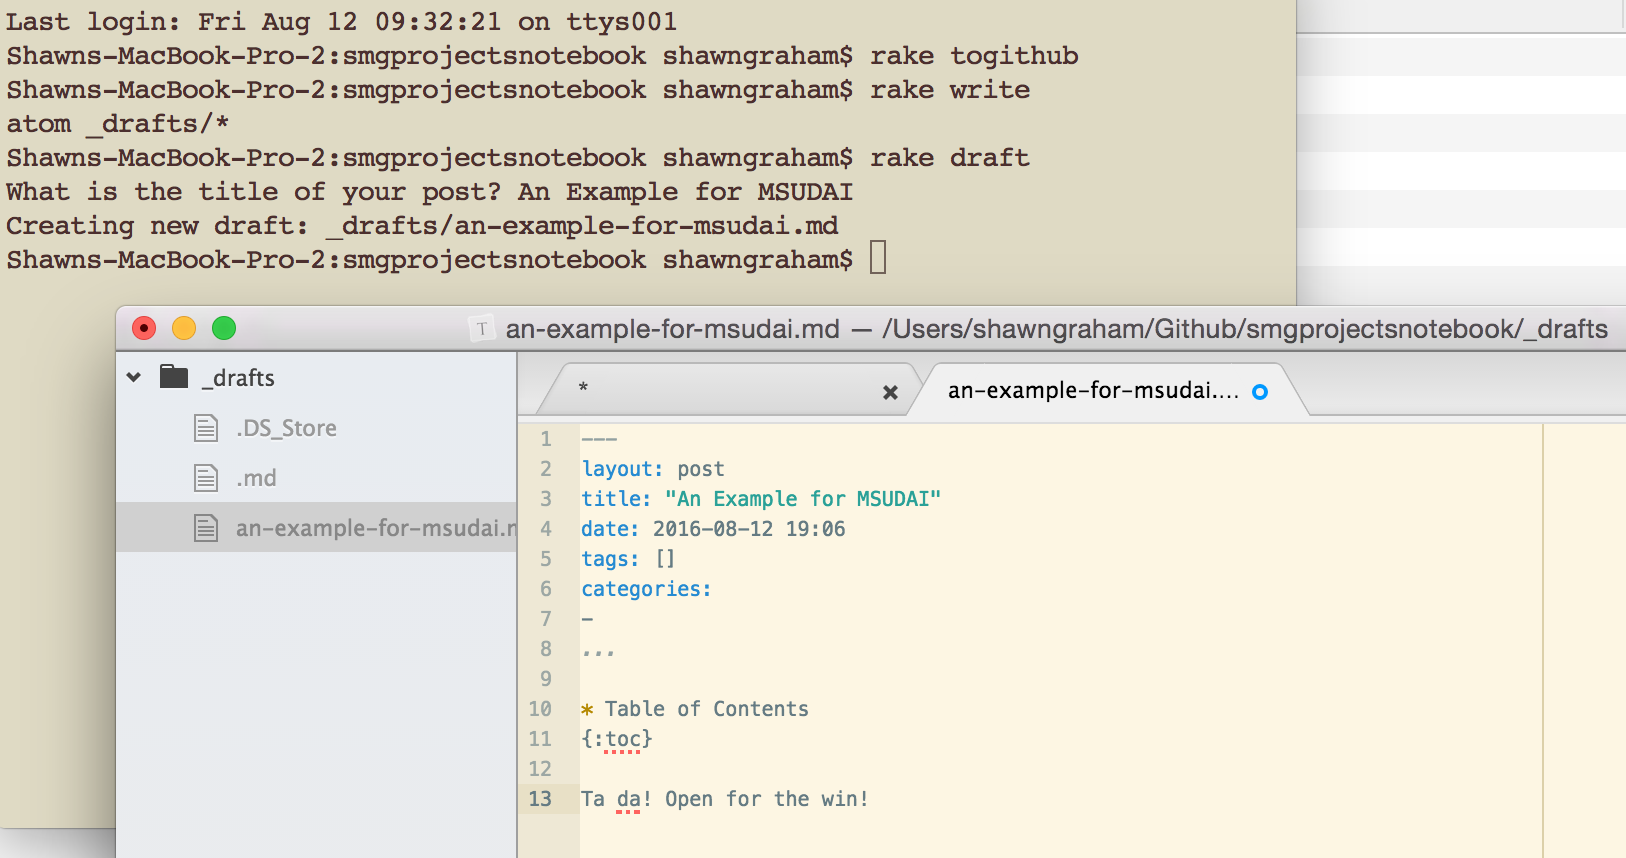 Last login: Fri Aug 12 09:32:21 on ttys001
Shawns-MacBook-Pro-2:smgprojectsnotebook shawngraham$ rake togithub
Shawns-MacBook-Pro-2:smgprojectsnotebook shawngraham$ rake write
atom _drafts/*
Shawns-MacBook-Pro-2:smgprojectsnotebook shawngraham$ rake draft
What is the title of your post? An Example for MSUDAI
Creating new draft: _drafts/an-example-for-msudai.md
Shawns-MacBook-Pro-2:smgprojectsnotebook shawngraham$
T an-example-for-msudai.md — /Users/shawngraham/Github/smgprojectsnotebook/_drafts
_drafts
.DS_Store
.md
an-example-for-msudai.m
* an-example-for-msudai....
1 ---
2 layout: post
3 title: "An Example for MSUDAI"
4 date: 2016-08-12 19:06
5 tags: []
6 categories:
7 -
8 ...
9
10 * Table of Contents
11 {:toc}
12
13 Ta da! Open for the win!